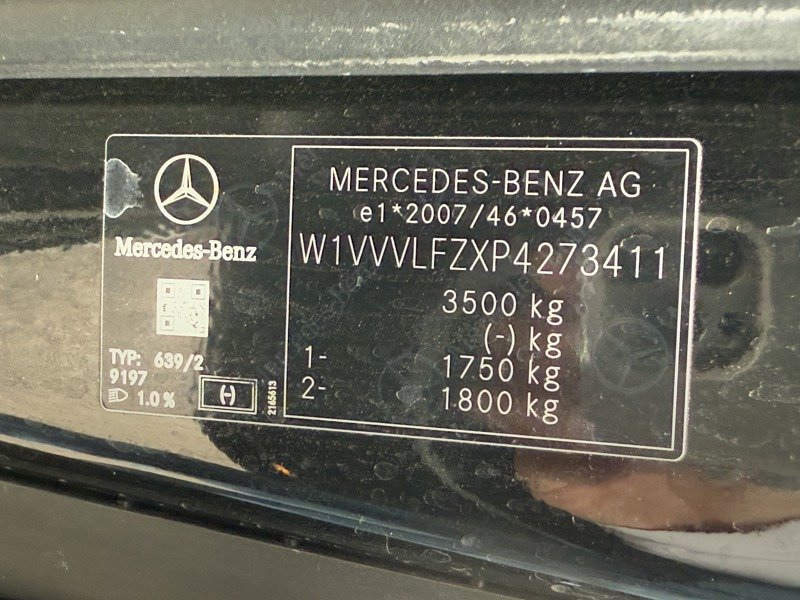 Mercedes-Benz
TYP: 639/2
9197
1.0 %
(-)
2165613
MERCEDES-BENZ AG
e1*2007/46*0457
W1VVVLFZXP4273411
3500 kg
(-) kg
1- 1750 kg
2- 1800 kg